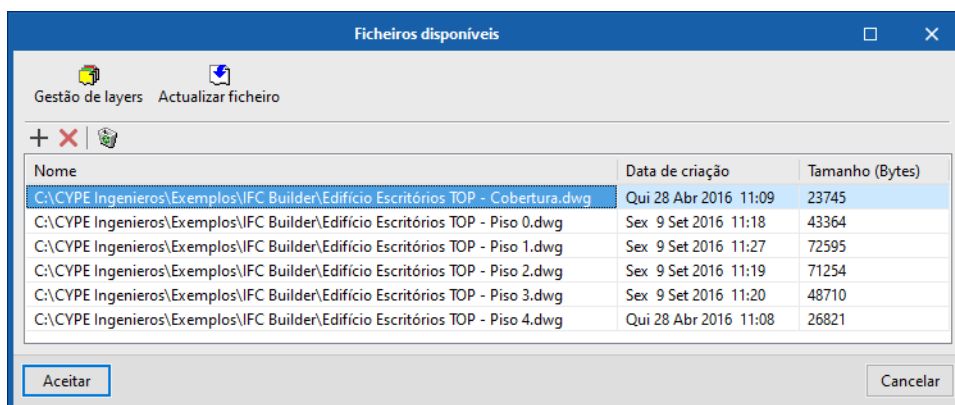 Ficheiros disponíveis
Gestão de layers Actualizar ficheiro
Nome Data de criação Tamanho (Bytes)
C:\CYPE Ingenieros\Exemplos\IFC Builder\Edifício Escritórios TOP - Cobertura.dwg Qui 28 Abr 2016 11:09 23745
C:\CYPE Ingenieros\Exemplos\IFC Builder\Edifício Escritórios TOP - Piso 0.dwg Sex 9 Set 2016 11:18 43364
C:\CYPE Ingenieros\Exemplos\IFC Builder\Edifício Escritórios TOP - Piso 1.dwg Sex 9 Set 2016 11:27 72595
C:\CYPE Ingenieros\Exemplos\IFC Builder\Edifício Escritórios TOP - Piso 2.dwg Sex 9 Set 2016 11:19 71254
C:\CYPE Ingenieros\Exemplos\IFC Builder\Edifício Escritórios TOP - Piso 3.dwg Sex 9 Set 2016 11:20 48710
C:\CYPE Ingenieros\Exemplos\IFC Builder\Edifício Escritórios TOP - Piso 4.dwg Qui 28 Abr 2016 11:08 26821
Aceitar Cancelar